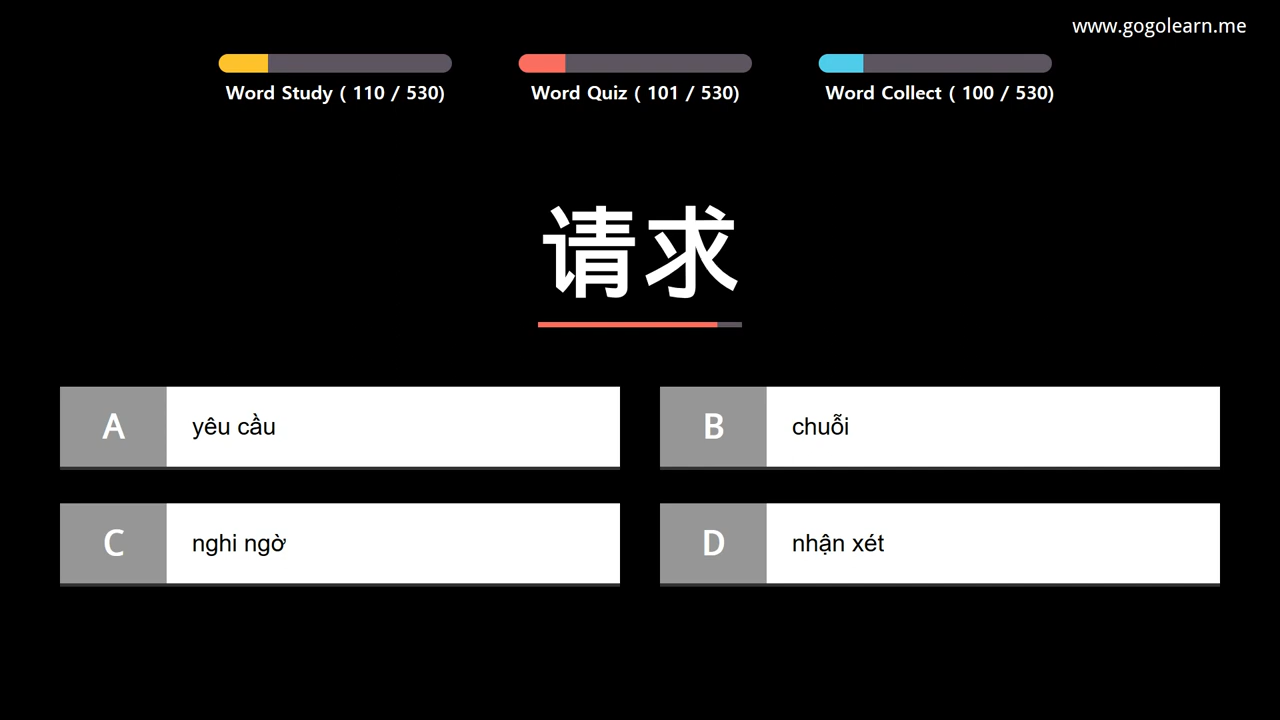 www.gogolearn.me
Word Study ( 110 / 530)
Word Quiz ( 101 / 530)
Word Collect ( 100 / 530)
请求
A
yêu cầu
B
chuỗi
C
nghi ngờ
D
nhận xét